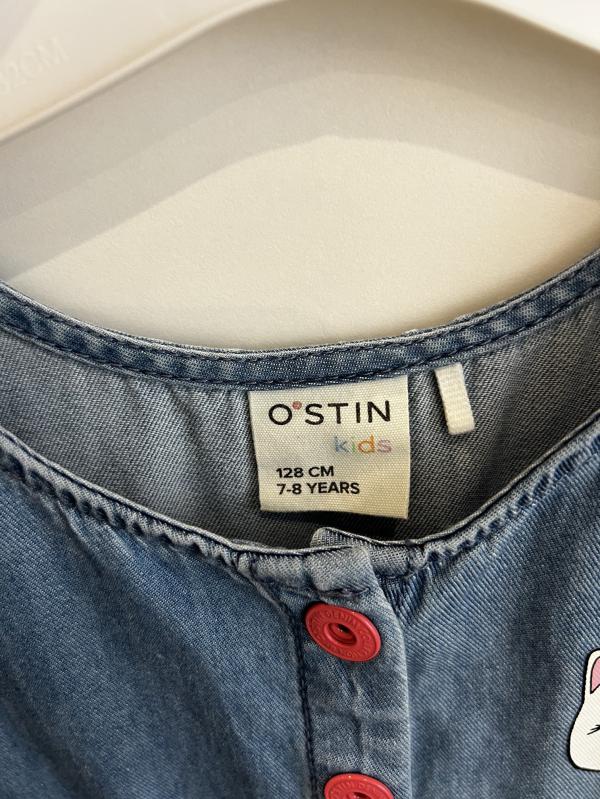 O'STIN
kids
128 CM
7-8 YEARS